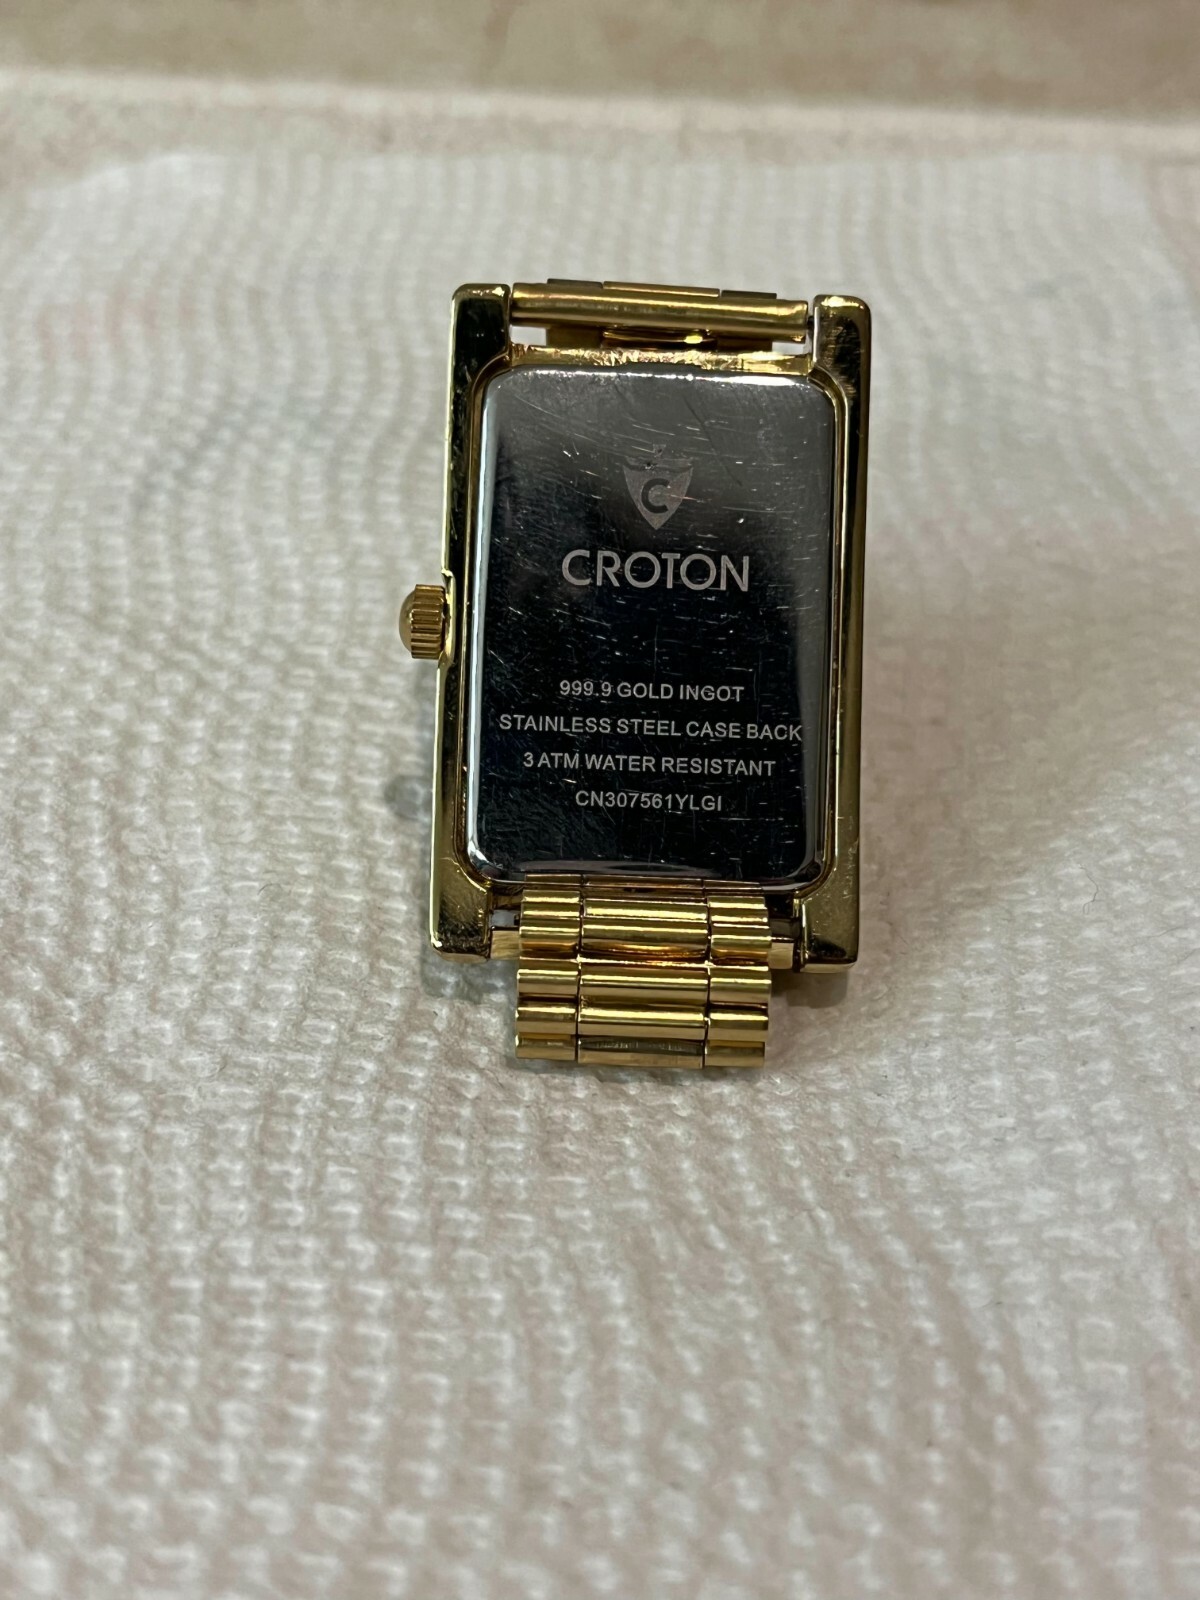 C
CROTON
999.9 GOLD INGOT
STAINLESS STEEL CASE BACK
3 ATM WATER RESISTANT
CN307561YLGI